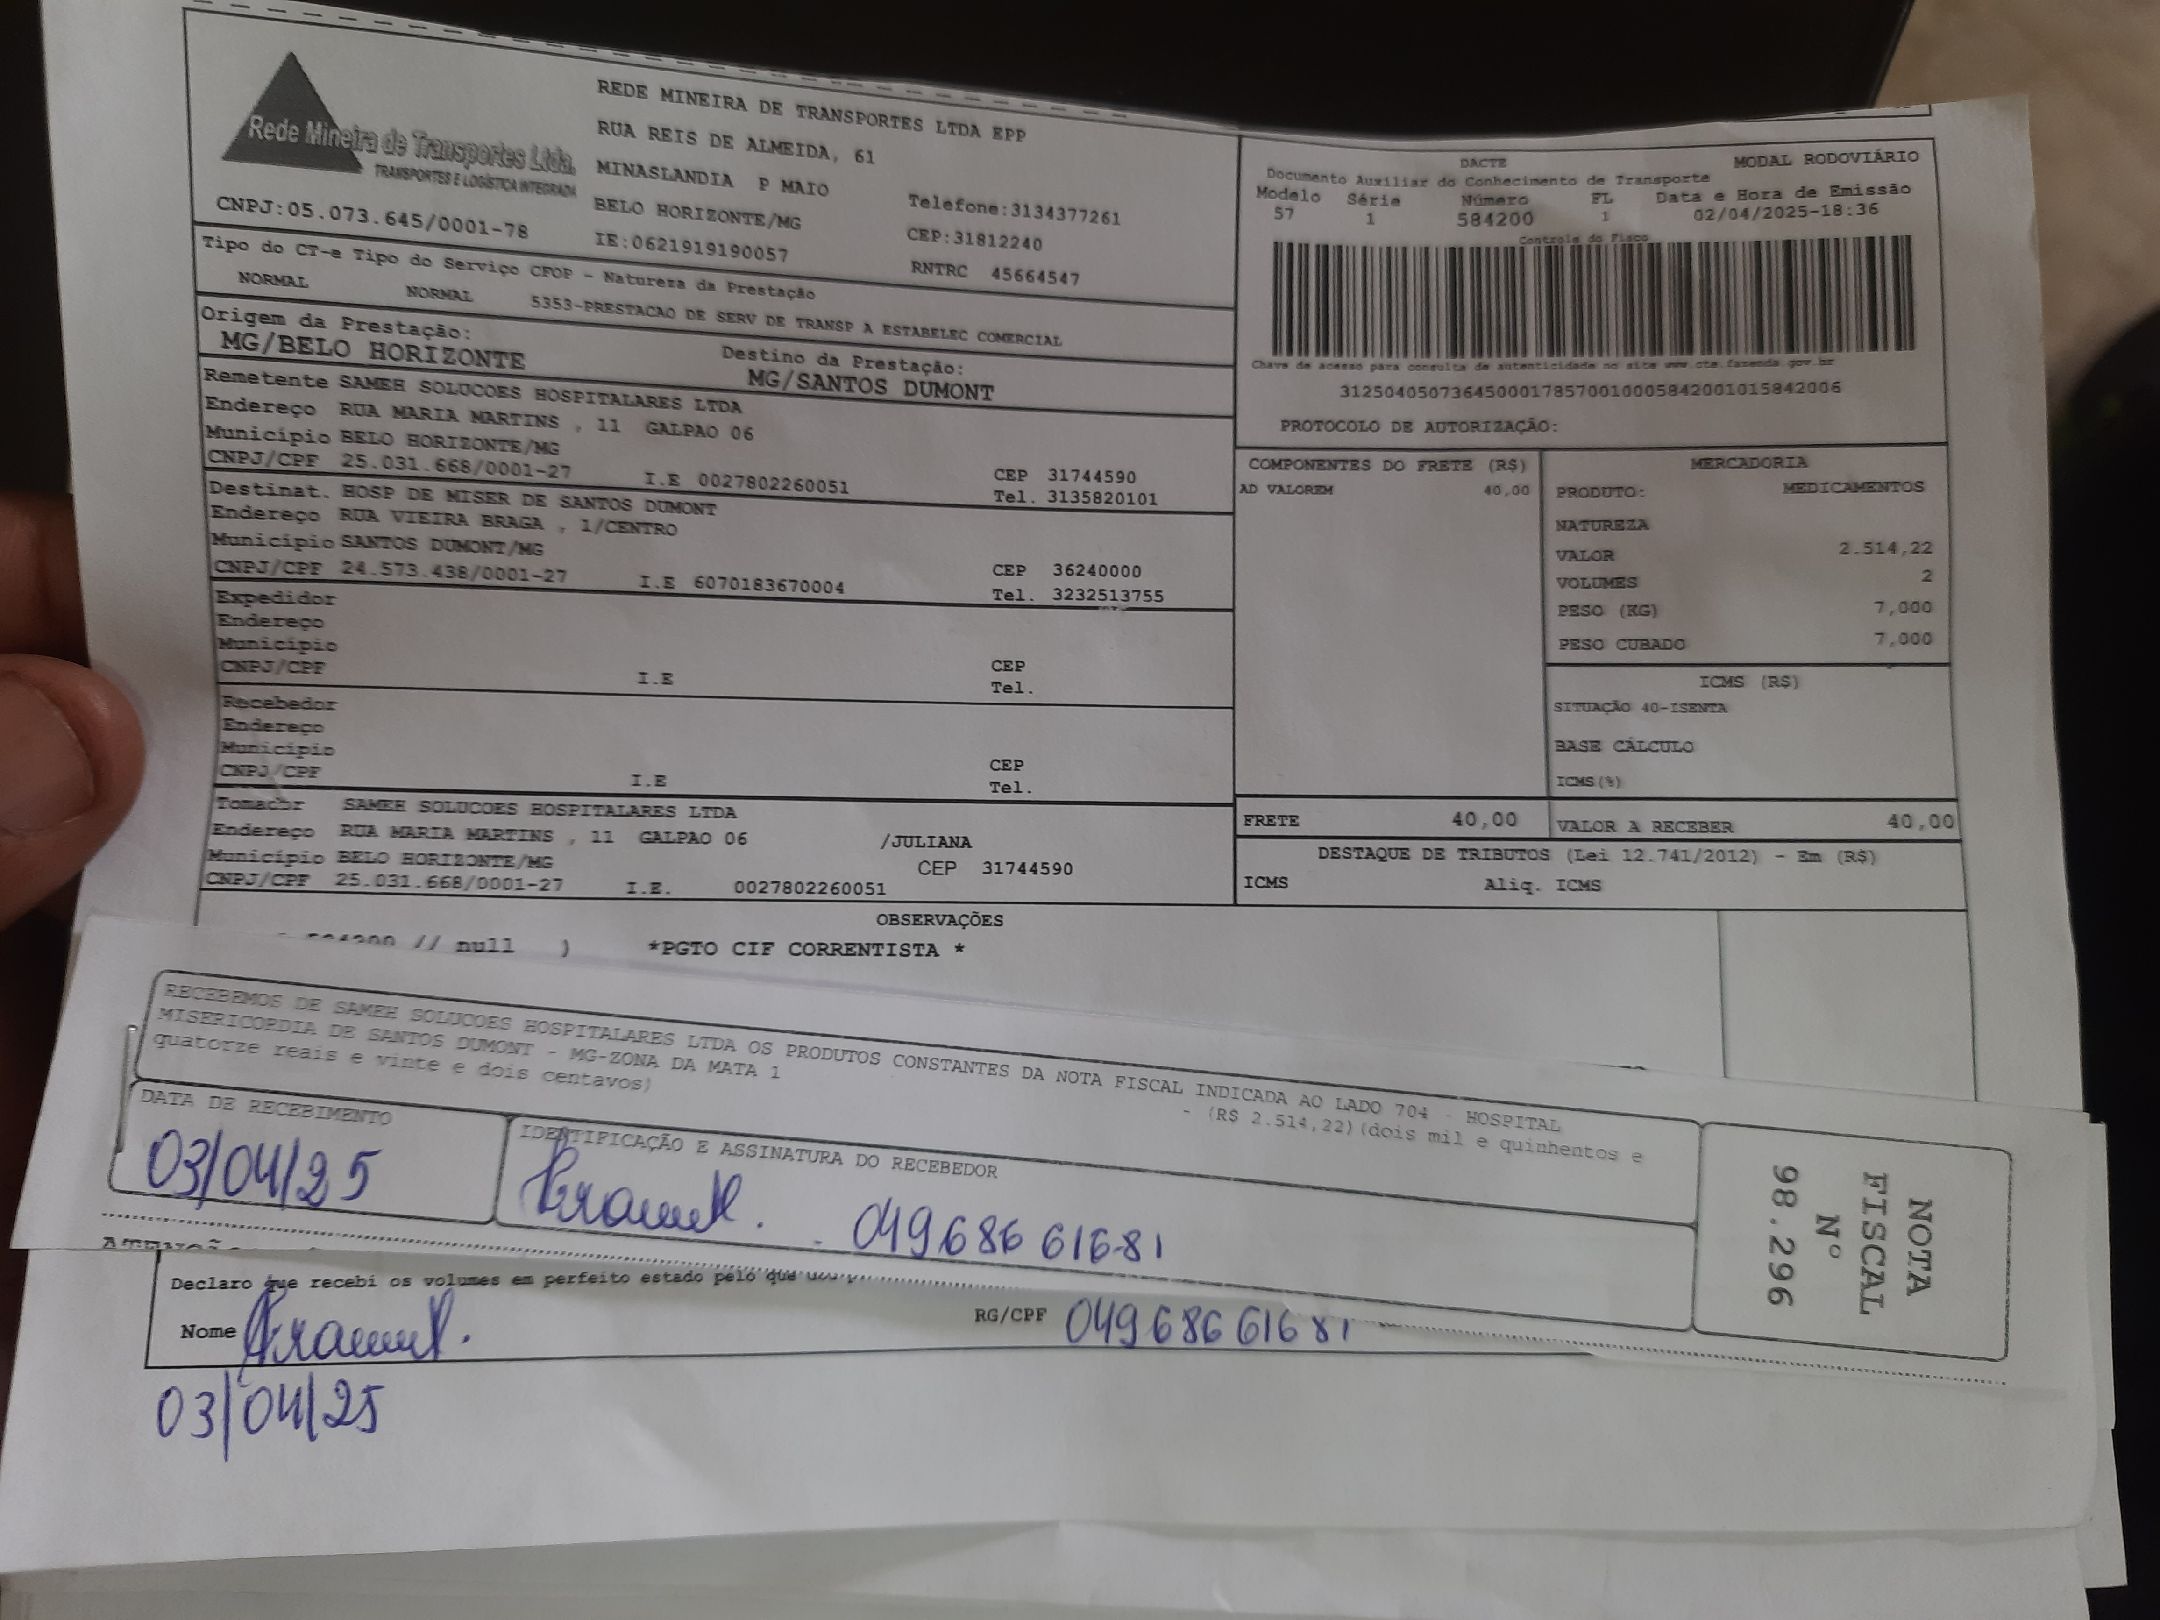 Rede Mineira de Transportes Ltda.
TRANSPORTES E LOGÍSTICA INTEGRADA
CNPJ:05.073.645/0001-78
REDE MINEIRA DE TRANSPORTES LTDA EPP
RUA REIS DE ALMEIDA, 61
MINASLANDIA P MAIO
BELO HORIZONTE/MG
IE:0621919190057
Telefone:3134377261
CEP:31812240
RNTRC 45664547
DACTE
MODAL RODOVIÁRIO
Documento Auxiliar do Conhecimento de Transporte
Modelo Série Número FL Data e Hora de Emissão
57 1 584200 1 02/04/2025-18:36
Controle do Fisco
Chave de acesso para consulta de autenticidade no site www.cte.fazenda.gov.br
31250405073645000178570010005842001015842006
PROTOCOLO DE AUTORIZAÇÃO:
Tipo do CT-e Tipo do Serviço CFOP - Natureza da Prestação
NORMAL NORMAL 5353-PRESTACAO DE SERV DE TRANSP A ESTABELEC COMERCIAL
Origem da Prestação:
MG/BELO HORIZONTE
Destino da Prestação:
MG/SANTOS DUMONT
Remetente SAMEH SOLUCOES HOSPITALARES LTDA
Endereço RUA MARIA MARTINS , 11 GALPAO 06
Município BELO HORIZONTE/MG CEP 31744590
CNPJ/CPF 25.031.668/0001-27 I.E 0027802260051 Tel. 3135820101
Destinat. HOSP DE MISER DE SANTOS DUMONT
Endereço RUA VIEIRA BRAGA , 1/CENTRO
Município SANTOS DUMONT/MG CEP 36240000
CNPJ/CPF 24.573.438/0001-27 I.E 6070183670004 Tel. 3232513755
Expedidor
Endereço
Município CEP
CNPJ/CPF I.E Tel.
Recebedor
Endereço
Município CEP
CNPJ/CPF I.E Tel.
Tomador SAMEH SOLUCOES HOSPITALARES LTDA
Endereço RUA MARIA MARTINS , 11 GALPAO 06 /JULIANA
Município BELO HORIZONTE/MG CEP 31744590
CNPJ/CPF 25.031.668/0001-27 I.E. 0027802260051
COMPONENTES DO FRETE (R$)
AD VALOREM 40,00
MERCADORIA
PRODUTO: MEDICAMENTOS
NATUREZA
VALOR 2.514,22
VOLUMES 2
PESO (KG) 7,000
PESO CUBADO 7,000
ICMS (R$)
SITUAÇÃO 40-ISENTA
BASE CÁLCULO
ICMS(%)
FRETE 40,00 VALOR A RECEBER 40,00
DESTAQUE DE TRIBUTOS (Lei 12.741/2012) - Em (R$)
ICMS Aliq. ICMS
OBSERVAÇÕES
// null ) *PGTO CIF CORRENTISTA *
RECEBEMOS DE SAMEH SOLUCOES HOSPITALARES LTDA OS PRODUTOS CONSTANTES DA NOTA FISCAL INDICADA AO LADO 704 - HOSPITAL
MISERICORDIA DE SANTOS DUMONT - MG-ZONA DA MATA 1 - (R$ 2.514,22)(dois mil e quinhentos e
quatorze reais e vinte e dois centavos)
DATA DE RECEBIMENTO
03/04/25
IDENTIFICAÇÃO E ASSINATURA DO RECEBEDOR
049686616-81
NOTA
FISCAL
Nº
98.296
Declaro que recebi os volumes em perfeito estado pelo que
Nome
RG/CPF 04968661681
03/04/25